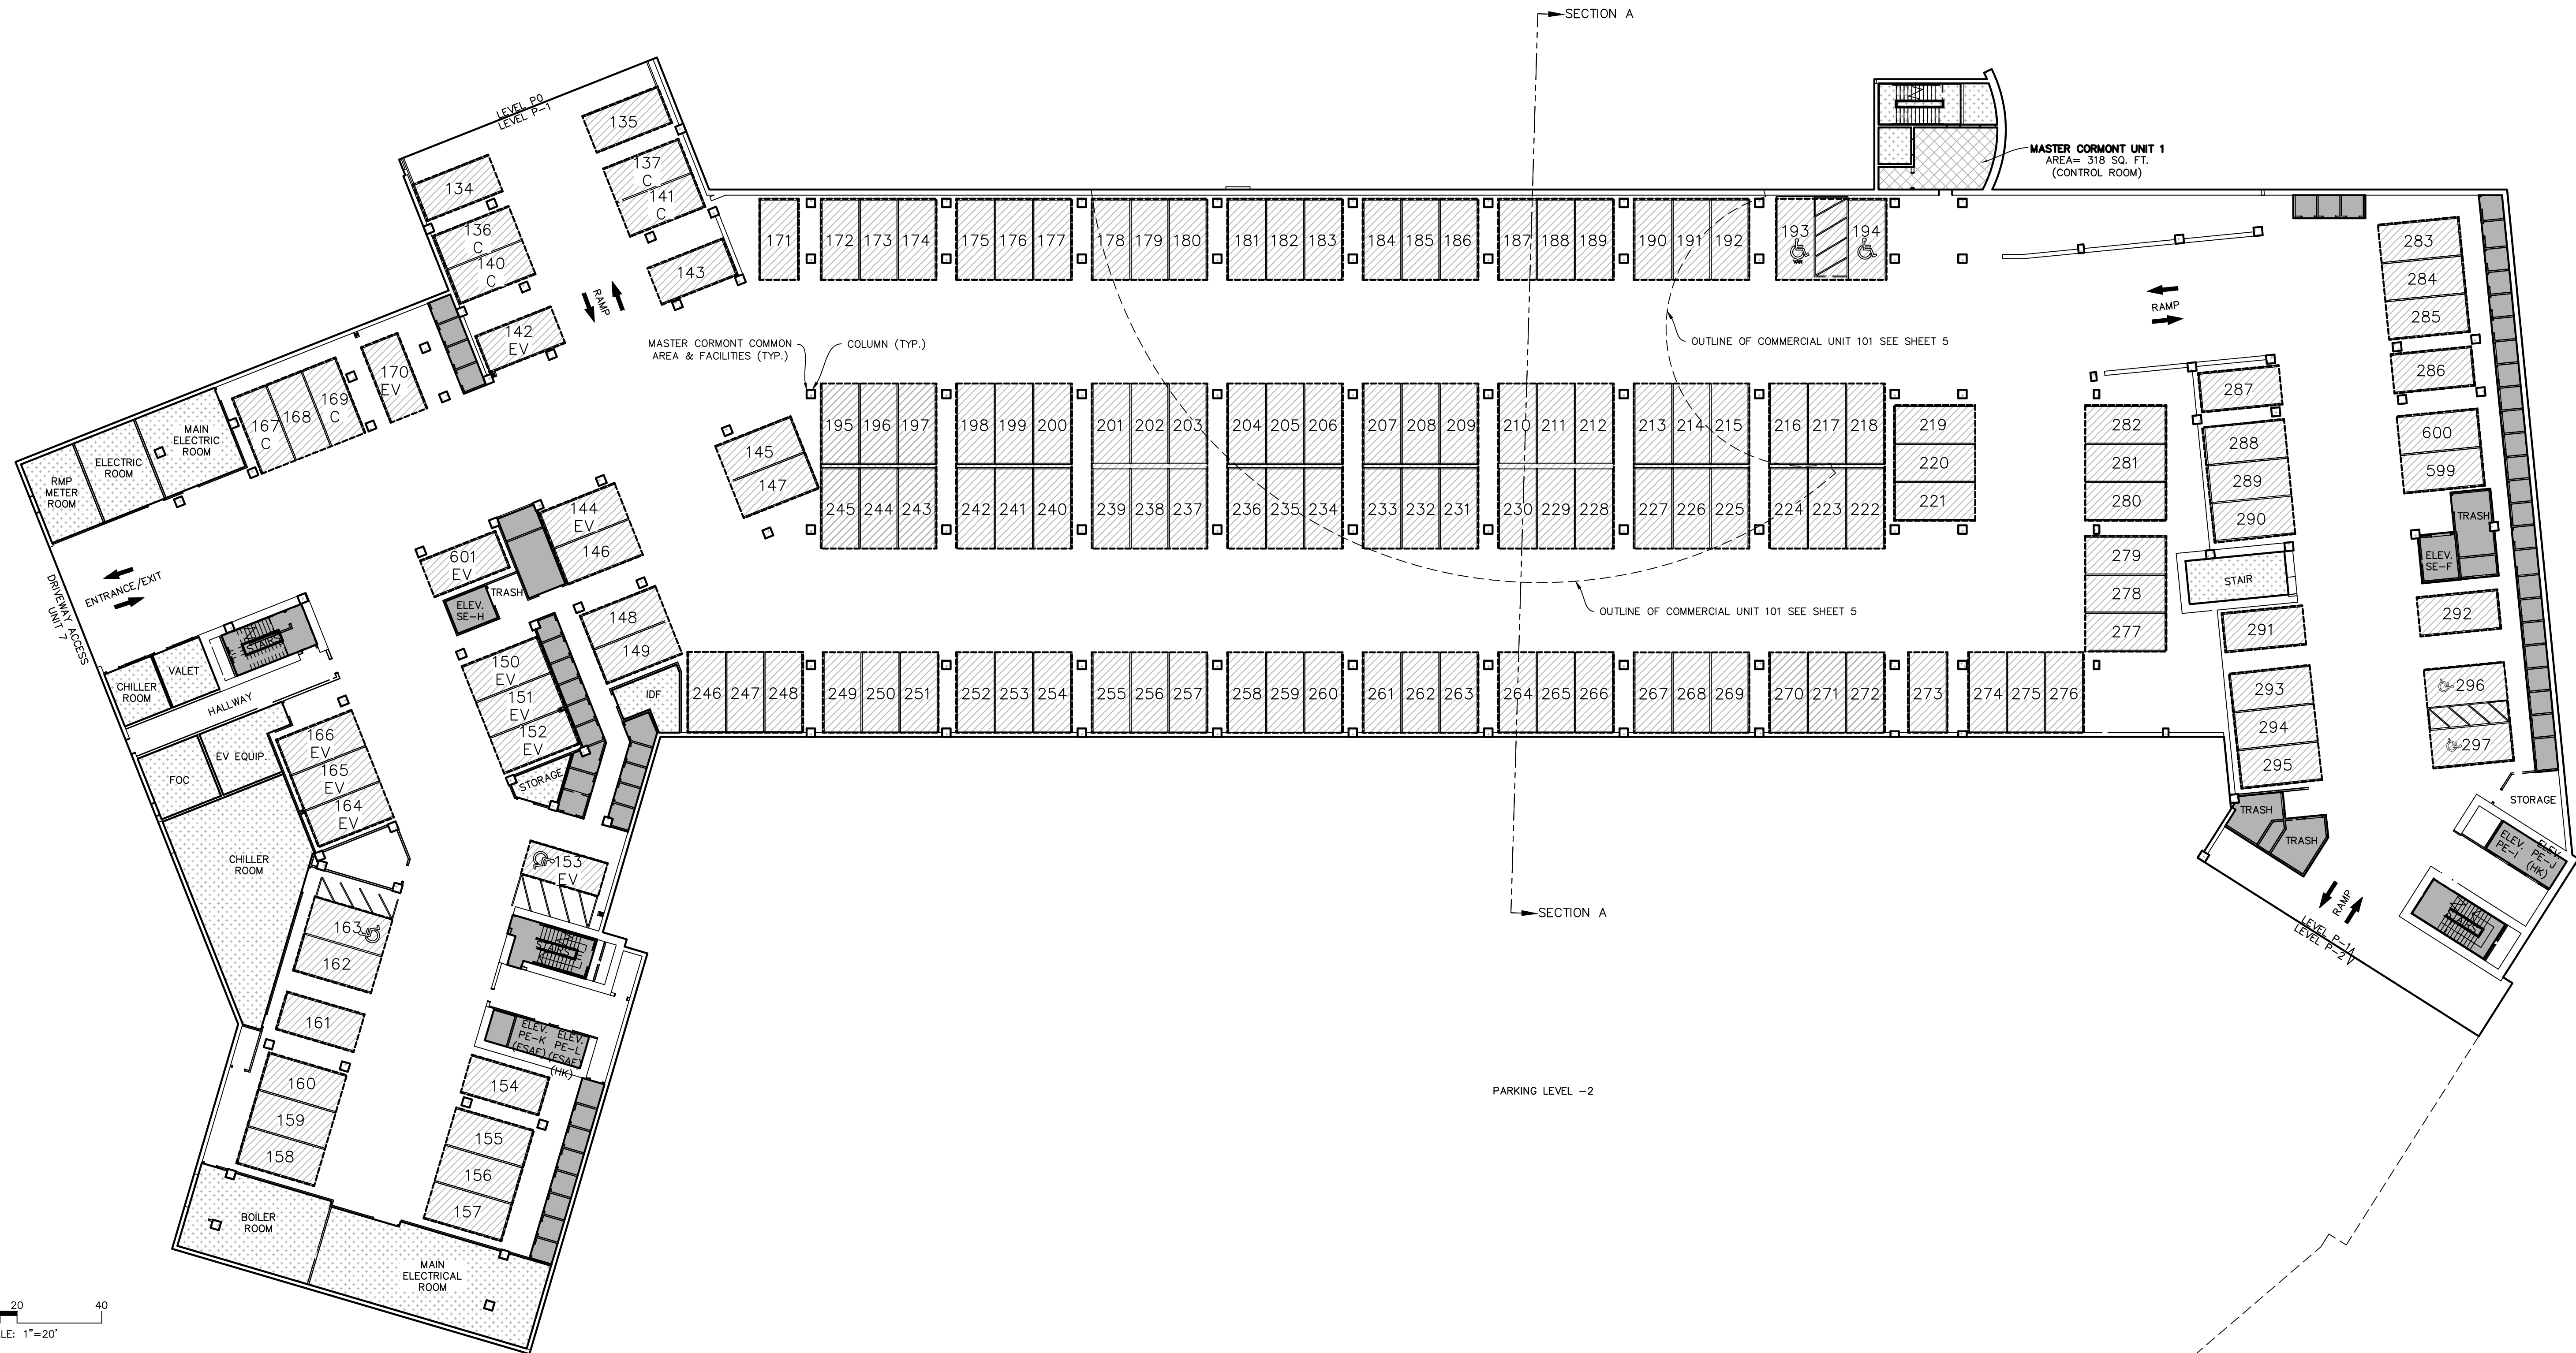 SECTION A
LEVEL P0
LEVEL P-1
135
137
C
141
C
143
134
136
C
140
C
142
EV
RAMP
MASTER CORMONT UNIT 1
AREA= 318 SQ. FT.
(CONTROL ROOM)
171
172 173 174
175 176 177
178 179 180
181 182 183
184 185 186
187 188 189
190 191 192
193 194
VAN
RAMP
283
284
285
286
600
599
TRASH
ELEV.
SE-F
292
296
297
STORAGE
MASTER CORMONT COMMON
AREA & FACILITIES (TYP.)
COLUMN (TYP.)
OUTLINE OF COMMERCIAL UNIT 101 SEE SHEET 5
170
EV
169
C
168
167
C
MAIN
ELECTRIC
ROOM
ELECTRIC
ROOM
RMP
METER
ROOM
145
147
195 196 197
198 199 200
201 202 203
204 205 206
207 208 209
210 211 212
213 214 215
216 217 218
219
220
221
245 244 243
242 241 240
239 238 237
236 235 234
233 232 231
230 229 228
227 226 225
224 223 222
282
281
280
279
278
277
287
288
289
290
STAIR
291
293
294
295
TRASH
TRASH
OUTLINE OF COMMERCIAL UNIT 101 SEE SHEET 5
DRIVEWAY ACCESS
UNIT 7
ENTRANCE/EXIT
144
EV
146
601
EV
TRASH
ELEV.
SE-H
148
149
IDF
150
EV
151
EV
152
EV
STORAGE
STAIRS
VALET
CHILLER
ROOM
HALLWAY
FOC
EV EQUIP.
166
EV
165
EV
164
EV
CHILLER
ROOM
246 247 248
249 250 251
252 253 254
255 256 257
258 259 260
261 262 263
264 265 266
267 268 269
270 271 272
273
274 275 276
153
EV
163
162
161
160
159
158
STAIRS
ELEV. ELEV.
PE-K PE-L
(FSAE) (FSAE)
(HK)
154
155
156
157
BOILER
ROOM
MAIN
ELECTRICAL
ROOM
SECTION A
ELEV.
PE-I
ELEV.
PE-J
(HK)
STAIRS
RAMP
LEVEL P-1
LEVEL P-2
PARKING LEVEL -2
20 40
LE: 1"=20'